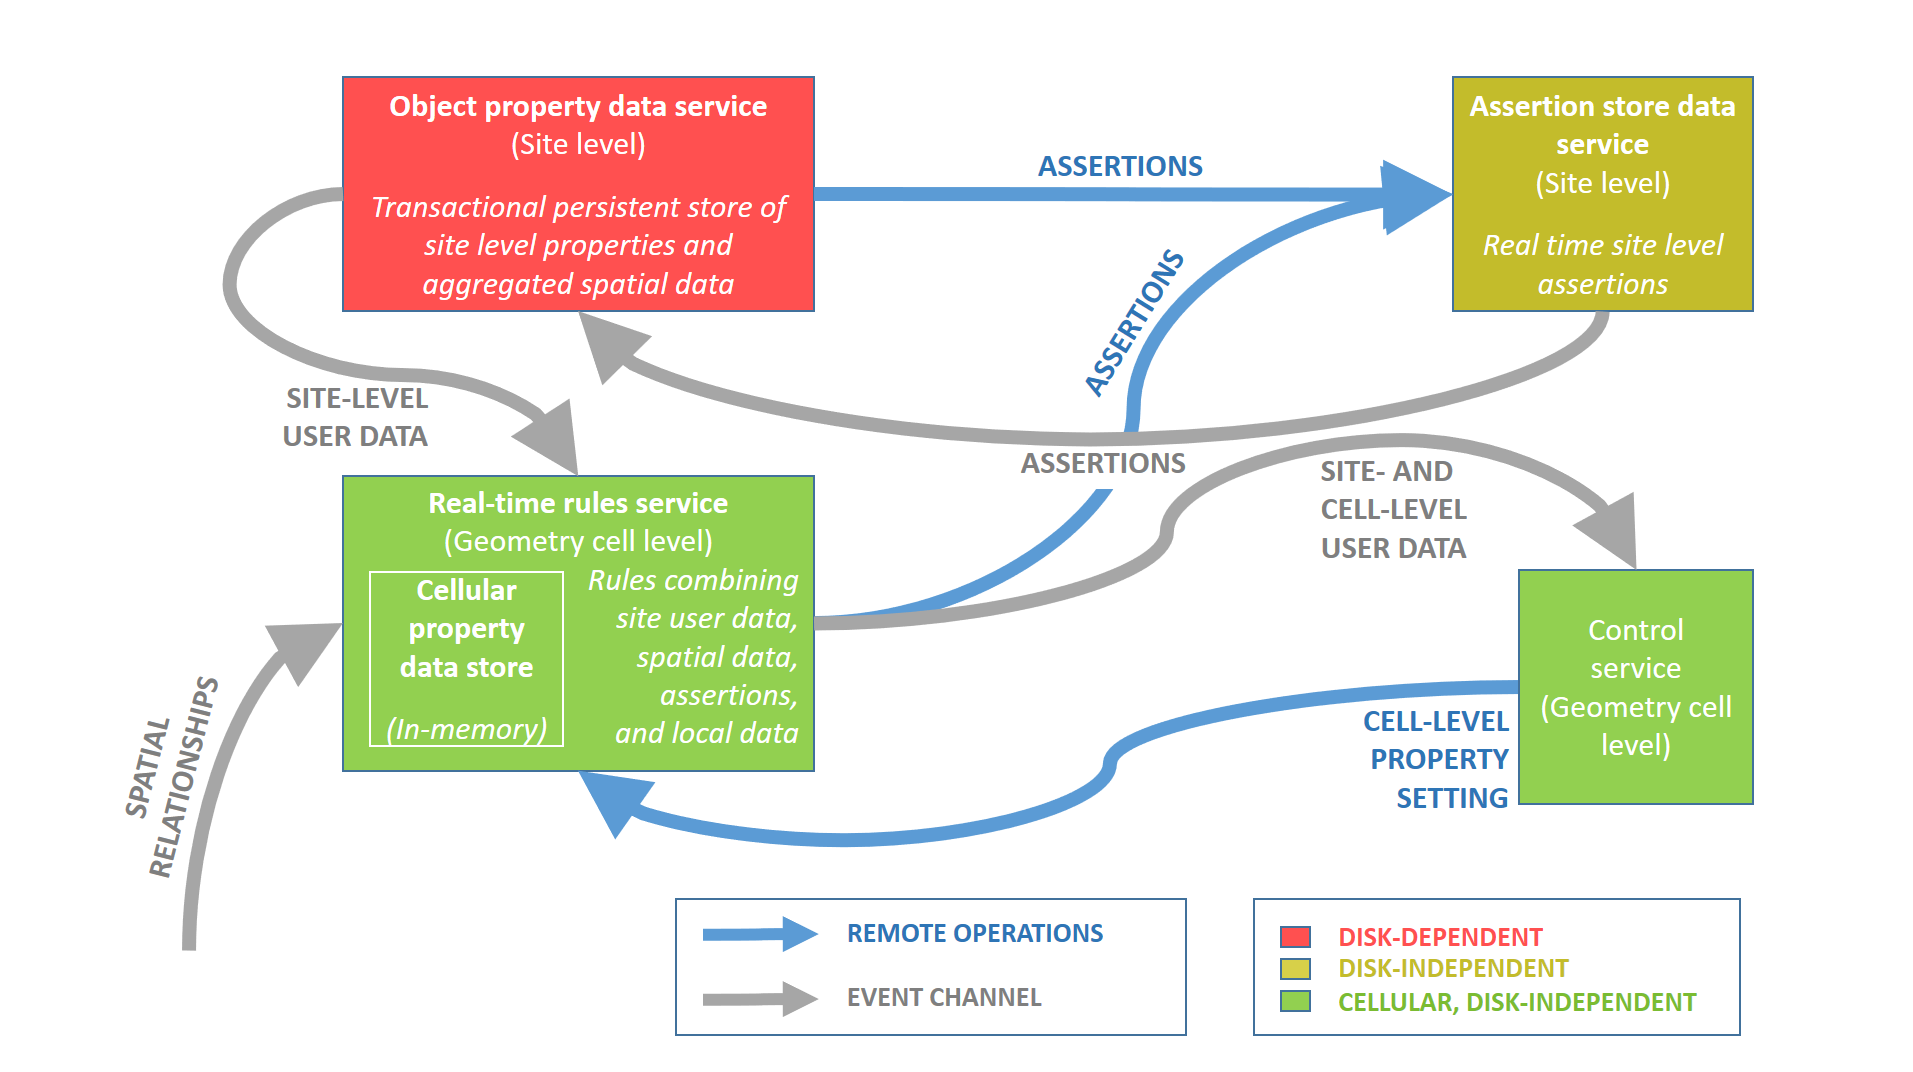 Object property data service
(Site level)
Transactional persistent store of
site level properties and
aggregated spatial data
Assertion store data
service
(Site level)
Real time site level
assertions
ASSERTIONS
ASSERTIONS
SITE-LEVEL
USER DATA
ASSERTIONS
SITE- AND
CELL-LEVEL
USER DATA
Real-time rules service
(Geometry cell level)
Cellular
property
data store
(In-memory)
Rules combining
site user data,
spatial data,
assertions,
and local data
Control
service
(Geometry cell
level)
SPATIAL
RELATIONSHIPS
CELL-LEVEL
PROPERTY
SETTING
REMOTE OPERATIONS
EVENT CHANNEL
DISK-DEPENDENT
DISK-INDEPENDENT
CELLULAR, DISK-INDEPENDENT